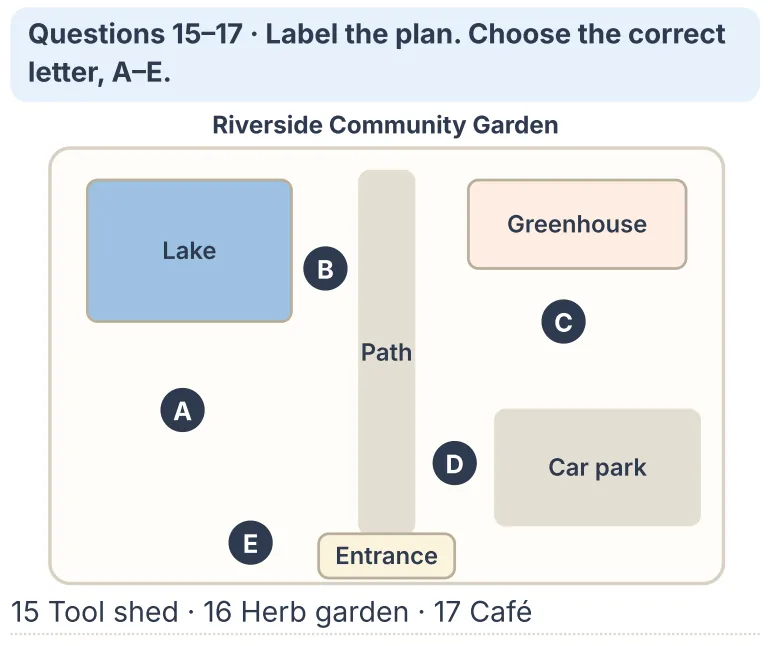 Questions 15–17 · Label the plan. Choose the correct
letter, A–E.
Riverside Community Garden
Lake
Greenhouse
B
C
Path
A
D
Car park
E
Entrance
15 Tool shed · 16 Herb garden · 17 Café